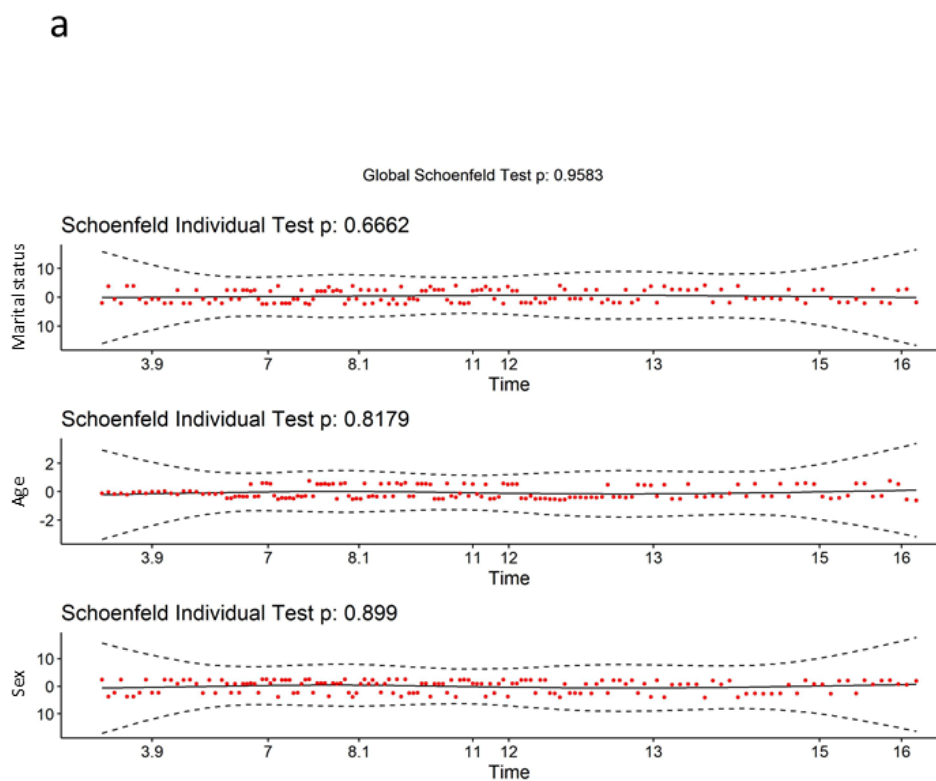 a
Global Schoenfeld Test p: 0.9583
Schoenfeld Individual Test p: 0.6662
Marital status
10
0
10
3.9 7 8.1 11 12 13 15 16
Time
Schoenfeld Individual Test p: 0.8179
Age
2
0
-2
3.9 7 8.1 11 12 13 15 16
Time
Schoenfeld Individual Test p: 0.899
Sex
10
0
10
3.9 7 8.1 11 12 13 15 16
Time